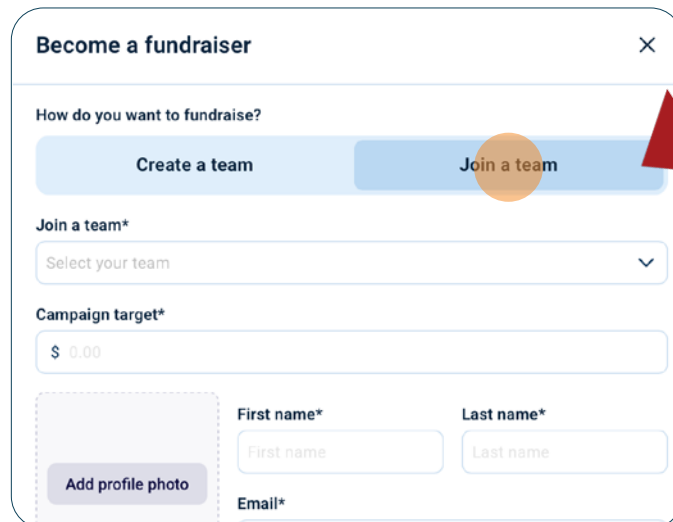 Become a fundraiser
How do you want to fundraise?
Create a team
Join a team
Join a team*
Select your team
Campaign target*
$ 0.00
First name*
Last name*
First name
Last name
Add profile photo
Email*